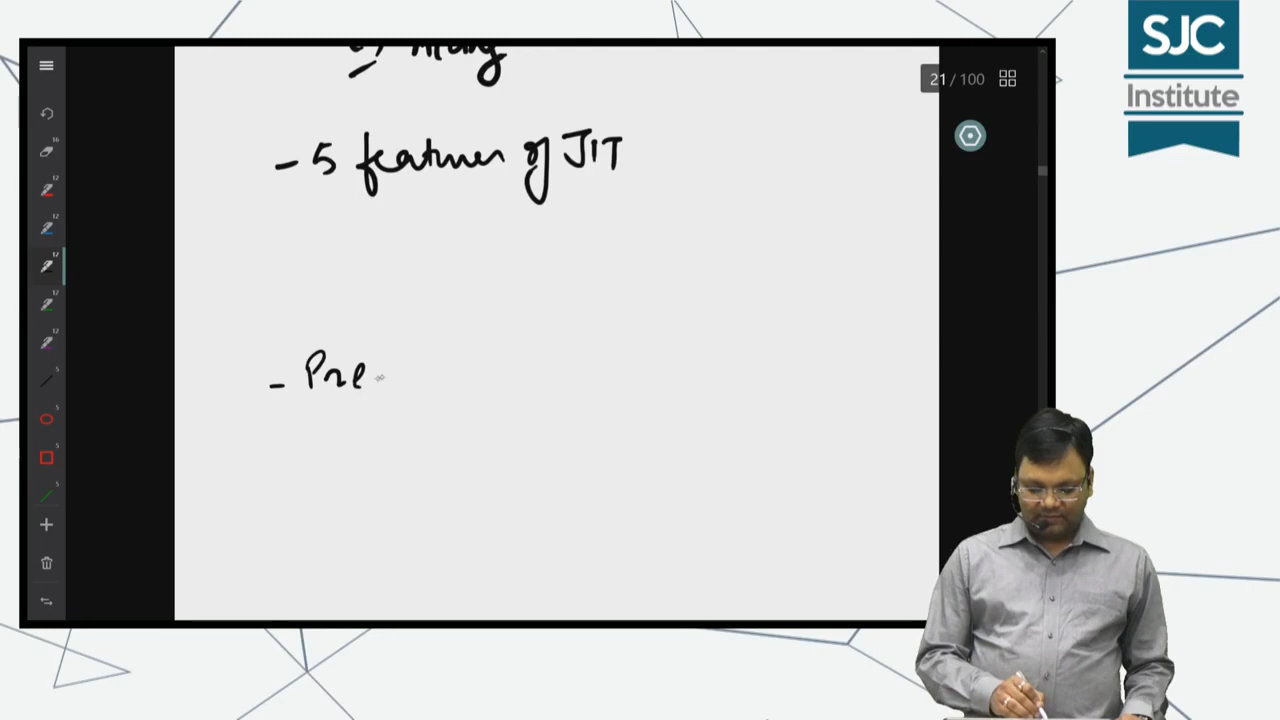 SJC
Institute
21 / 100
- 5 features of JIT
- Pre